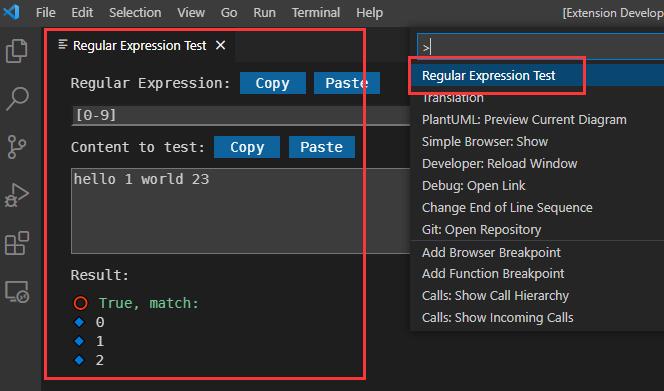 File Edit Selection View Go Run Terminal Help [Extension Develop
Regular Expression Test
Regular Expression: Copy Paste
[0-9]
Content to test: Copy Paste
hello 1 world 23
Result:
True, match:
0
1
2
>
Regular Expression Test
Translation
PlantUML: Preview Current Diagram
Simple Browser: Show
Developer: Reload Window
Debug: Open Link
Change End of Line Sequence
Git: Open Repository
Add Browser Breakpoint
Add Function Breakpoint
Calls: Show Call Hierarchy
Calls: Show Incoming Calls